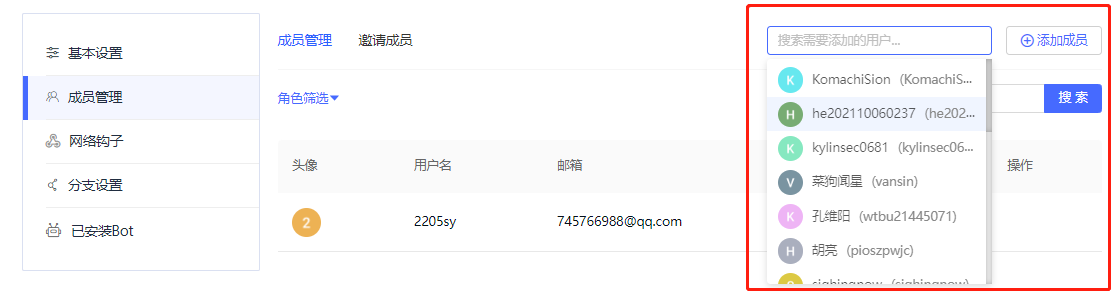 基本设置
成员管理
网络钩子
分支设置
已安装Bot
成员管理 邀请成员
搜索需要添加的用户...
添加成员
角色筛选
搜 索
头像 用户名 邮箱 操作
2 2205sy 745766988@qq.com
K KomachiSion (KomachiS...
H he202110060237 (he202...
K kylinsec0681 (kylinsec06...
V 菜狗闻星 (vansin)
K 孔维阳 (wtbu21445071)
H 胡亮 (pioszpwjc)
sighingnow (sighingnow)